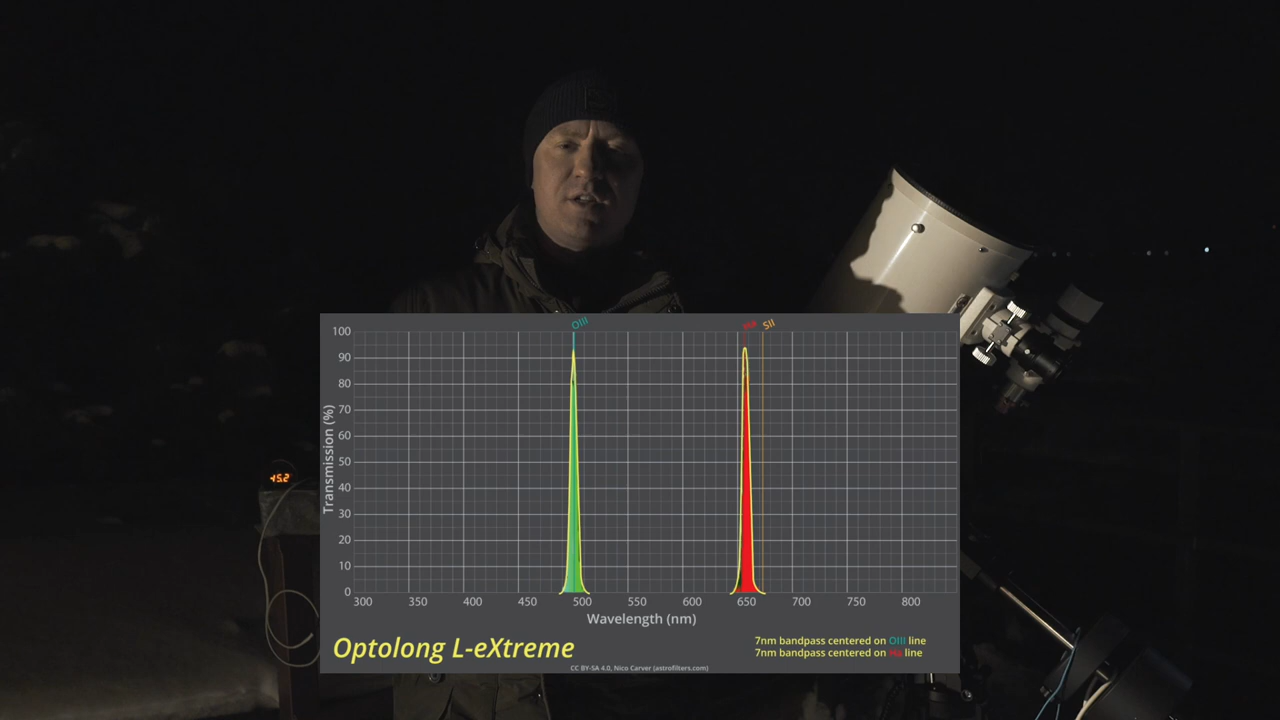 OIII Hα SII
100
90
80
70
60
50
40
30
20
10
0
Transmission (%)
300 350 400 450 500 550 600 650 700 750 800
Wavelength (nm)
Optolong L-eXtreme
7nm bandpass centered on OIII line
7nm bandpass centered on Hα line
CC BY-SA 4.0, Nico Carver (astrofilters.com)
45.2